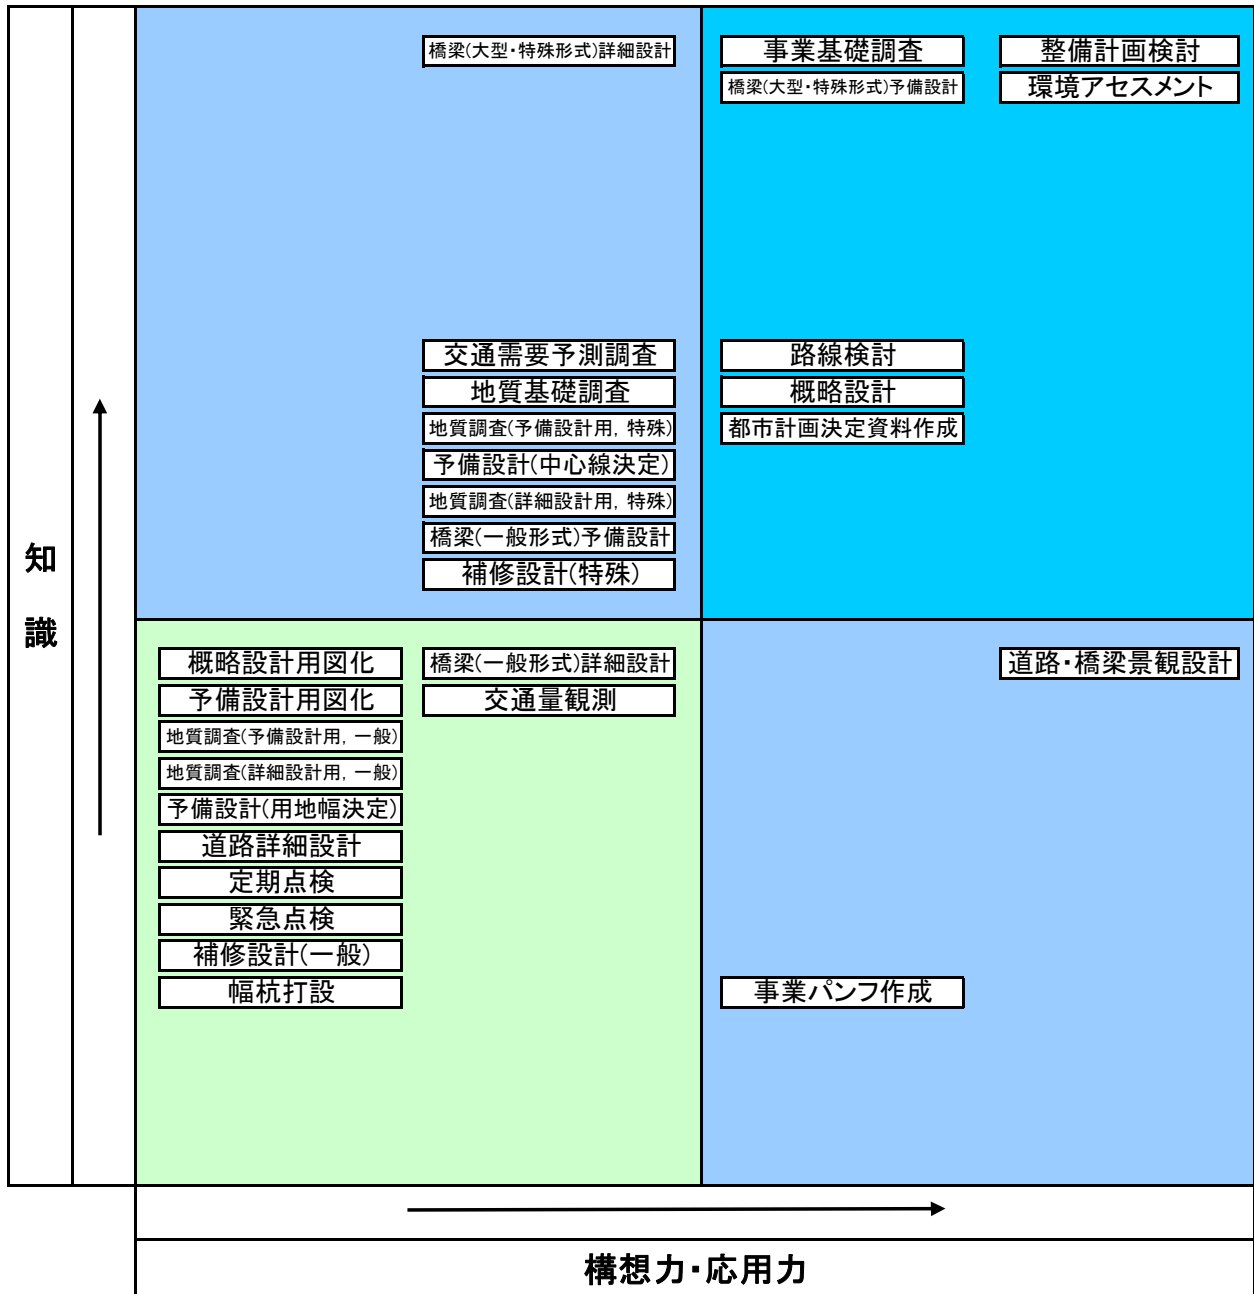 橋梁(大型・特殊形式)詳細設計
事業基礎調査
整備計画検討
橋梁(大型・特殊形式)予備設計
環境アセスメント
交通需要予測調査
地質基礎調査
地質調査(予備設計用, 特殊)
予備設計(中心線決定)
地質調査(詳細設計用, 特殊)
橋梁(一般形式)予備設計
補修設計(特殊)
路線検討
概略設計
都市計画決定資料作成
知
識
概略設計用図化
予備設計用図化
地質調査(予備設計用, 一般)
地質調査(詳細設計用, 一般)
予備設計(用地幅決定)
道路詳細設計
定期点検
緊急点検
補修設計(一般)
幅杭打設
橋梁(一般形式)詳細設計
交通量観測
道路・橋梁景観設計
事業パンフ作成
構想力・応用力